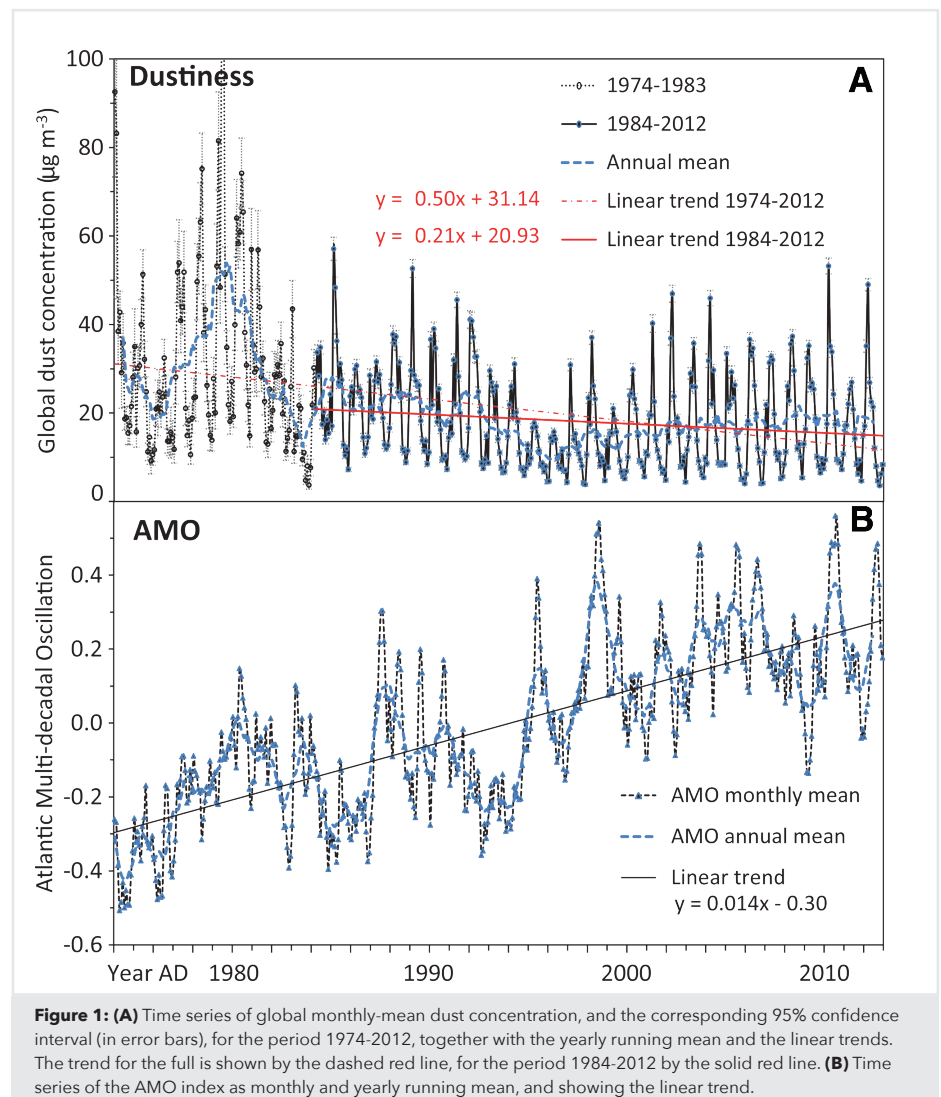 100
80
60
40
20
0
Global dust concentration (µg m-3)
Dustiness
A
1974-1983
1984-2012
Annual mean
y = 0.50x + 31.14
Linear trend 1974-2012
y = 0.21x + 20.93
Linear trend 1984-2012
B
AMO
0.4
0.2
0.0
-0.2
-0.4
-0.6
Atlantic Multi-decadal Oscillation
AMO monthly mean
AMO annual mean
Linear trend
y = 0.014x - 0.30
Year AD 1980 1990 2000 2010
Figure 1: (A) Time series of global monthly-mean dust concentration, and the corresponding 95% confidence
interval (in error bars), for the period 1974-2012, together with the yearly running mean and the linear trends.
The trend for the full is shown by the dashed red line, for the period 1984-2012 by the solid red line. (B) Time
series of the AMO index as monthly and yearly running mean, and showing the linear trend.